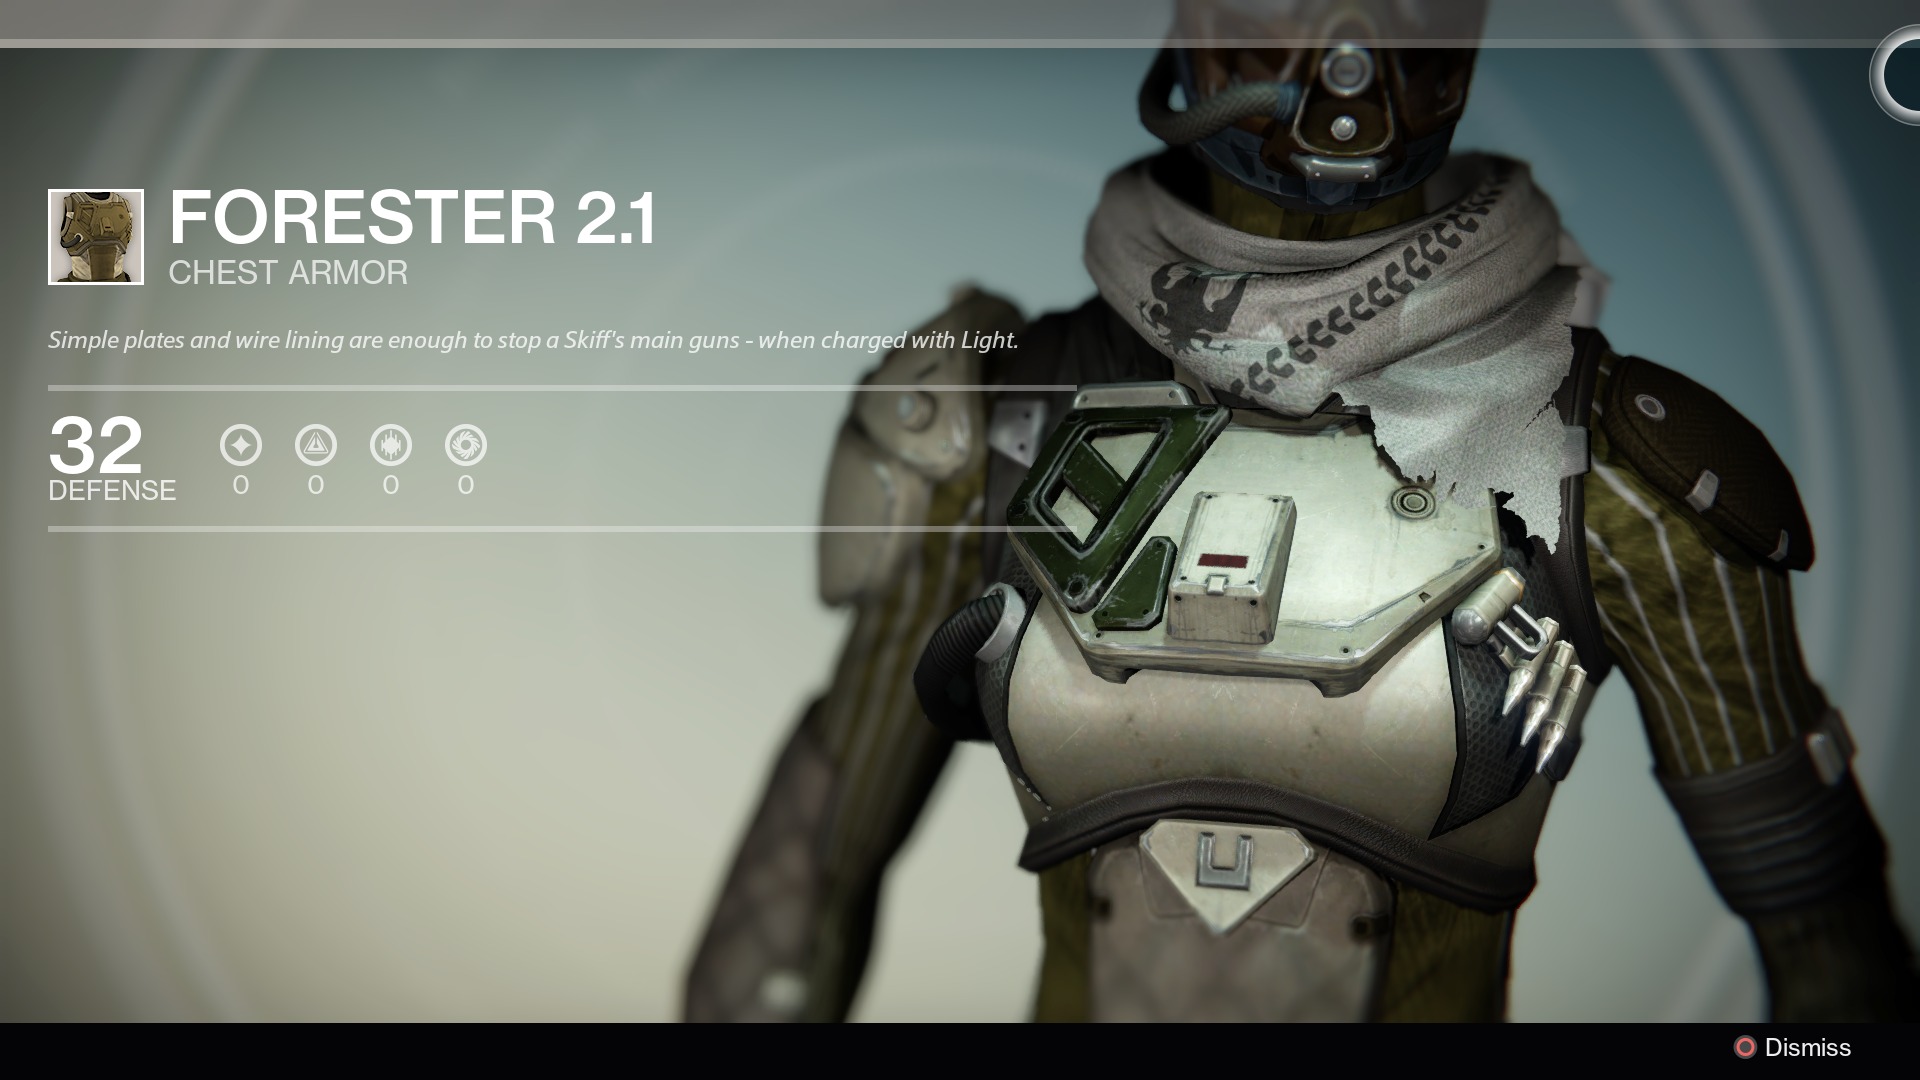 FORESTER 2.1
CHEST ARMOR
Simple plates and wire lining are enough to stop a Skiff's main guns - when charged with Light.
32
DEFENSE
0 0 0 0
Dismiss